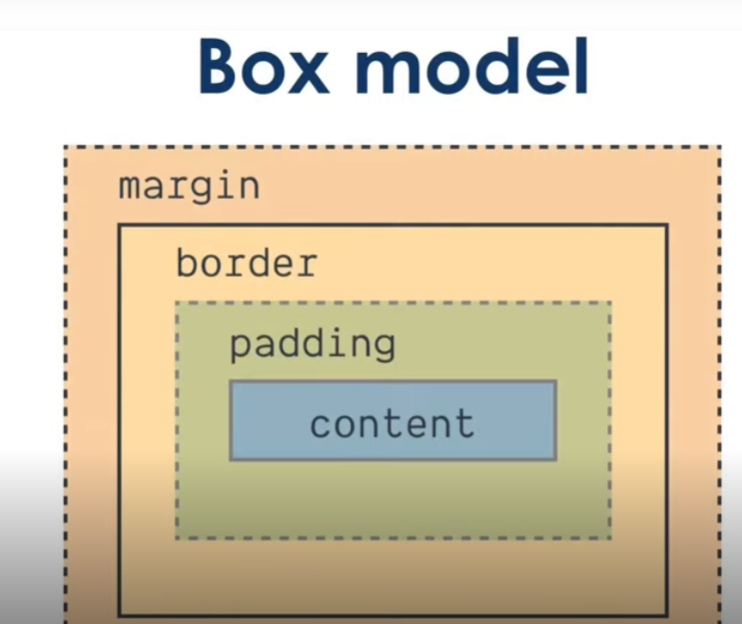 Box model
margin
border
padding
content